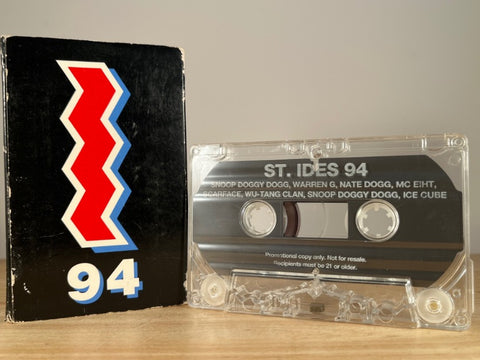 94
ST. IDES 94
SNOOP DOGGY DOGG, WARREN G, NATE DOGG, MC EIHT,
SCARFACE, WU-TANG CLAN, SNOOP DOGGY DOGG, ICE CUBE
Promotional copy only. Not for resale.
Recipients must be 21 or older.